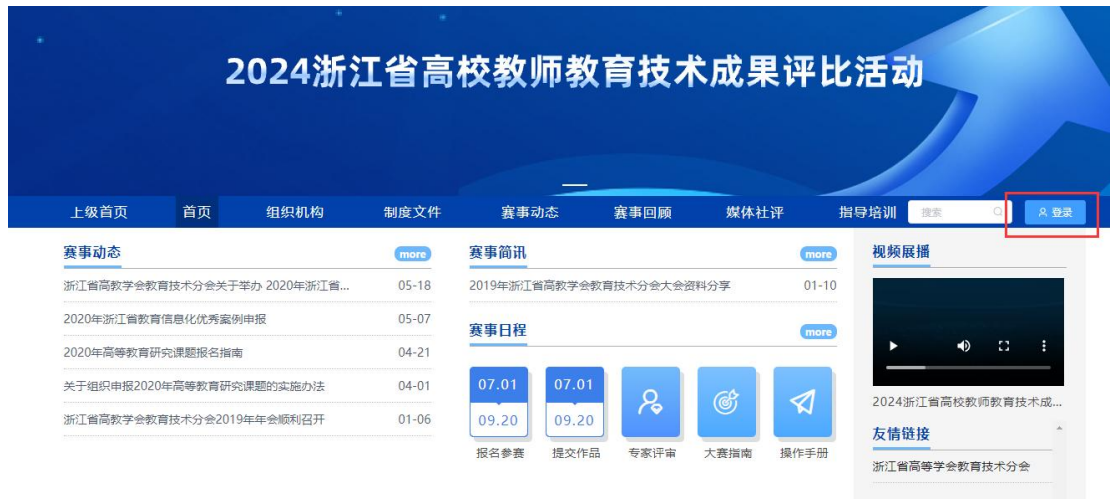 2024浙江省高校教师教育技术成果评比活动
上级首页 首页 组织机构 制度文件 赛事动态 赛事回顾 媒体社评 指导培训 搜索 登录
赛事动态 more
浙江省高教学会教育技术分会关于举办 2020年浙江省... 05-18
2020年浙江省教育信息化优秀案例申报 05-07
2020年高等教育研究课题报名指南 04-21
关于组织申报2020年高等教育研究课题的实施办法 04-01
浙江省高教学会教育技术分会2019年年会顺利召开 01-06
赛事简讯 more
2019年浙江省高教学会教育技术分会大会资料分享 01-10
赛事日程 more
07.01 07.01
09.20 09.20
报名参赛 提交作品 专家评审 大赛指南 操作手册
视频展播
2024浙江省高校教师教育技术成...
友情链接
浙江省高等学会教育技术分会